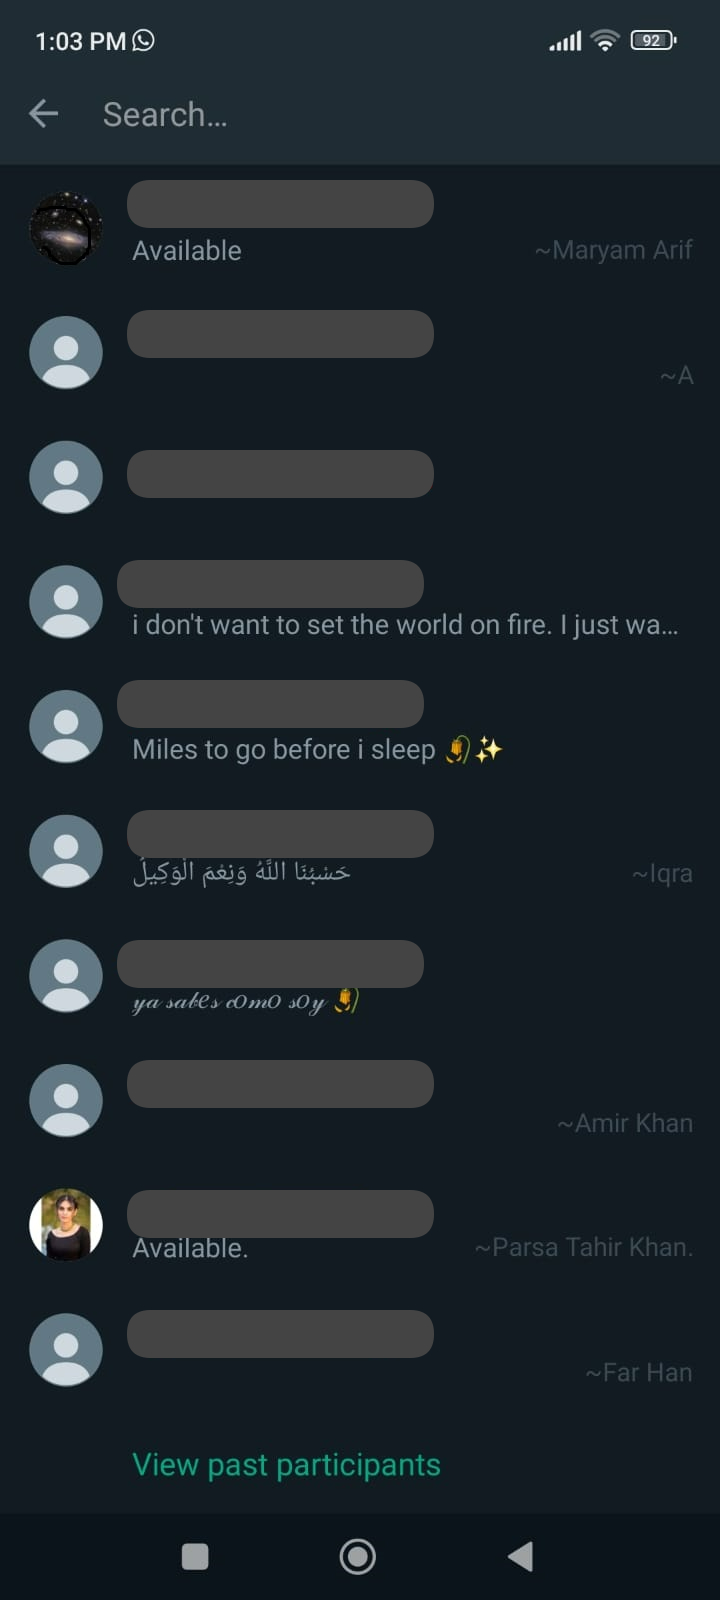 1:03 PM
92
Search...
Available
~Maryam Arif
~A
i don't want to set the world on fire. I just wa...
Miles to go before i sleep 🥀✨
حَسْبُنَا اللَّهُ وَنِعْمَ الْوَكِيلُ
~Iqra
𝓎𝒶 𝓈𝒶𝒷ℯ𝓈 𝒸ℴ𝓂ℴ 𝓈ℴ𝓎 🥀
~Amir Khan
Available.
~Parsa Tahir Khan.
~Far Han
View past participants